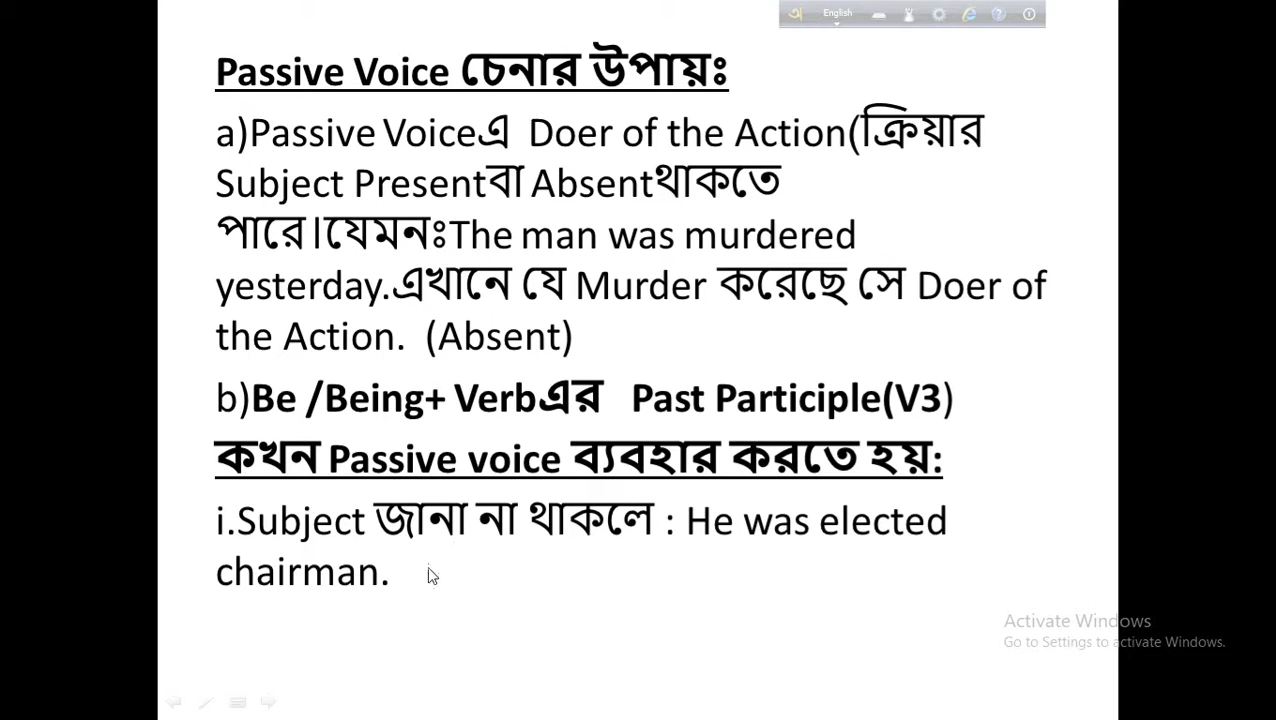 অ English
Passive Voice চেনার উপায়ঃ
a)Passive Voiceএ Doer of the Action(ক্রিয়ার
Subject Presentবা Absentথাকতে
পারে।যেমনঃThe man was murdered
yesterday.এখানে যে Murder করেছে সে Doer of
the Action. (Absent)
b)Be /Being+ Verbএর Past Participle(V3)
কখন Passive voice ব্যবহার করতে হয়:
i.Subject জানা না থাকলে : He was elected
chairman.
Activate Windows
Go to Settings to activate Windows.